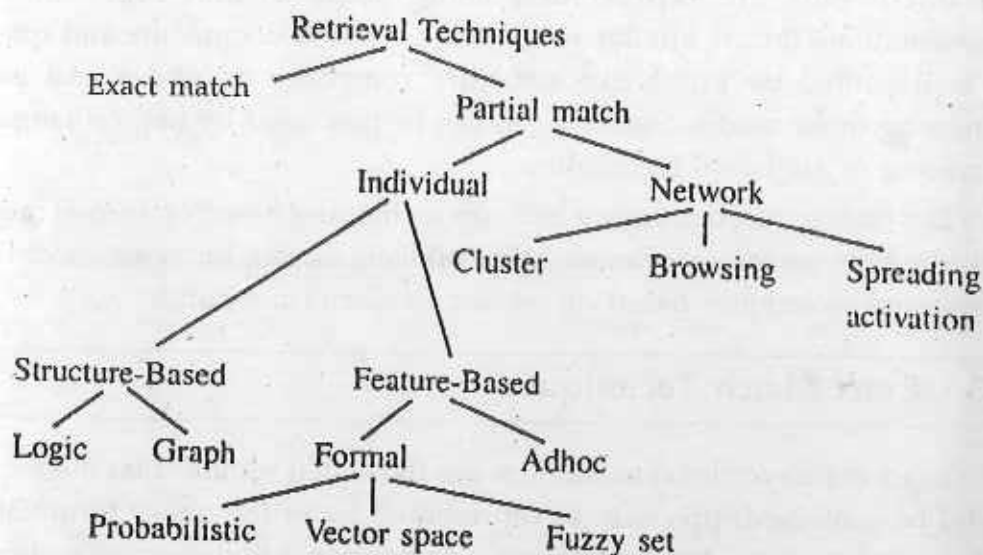 Retrieval Techniques
Exact match
Partial match
Individual
Network
Cluster
Browsing
Spreading
activation
Structure-Based
Feature-Based
Logic
Graph
Formal
Adhoc
Probabilistic
Vector space
Fuzzy set